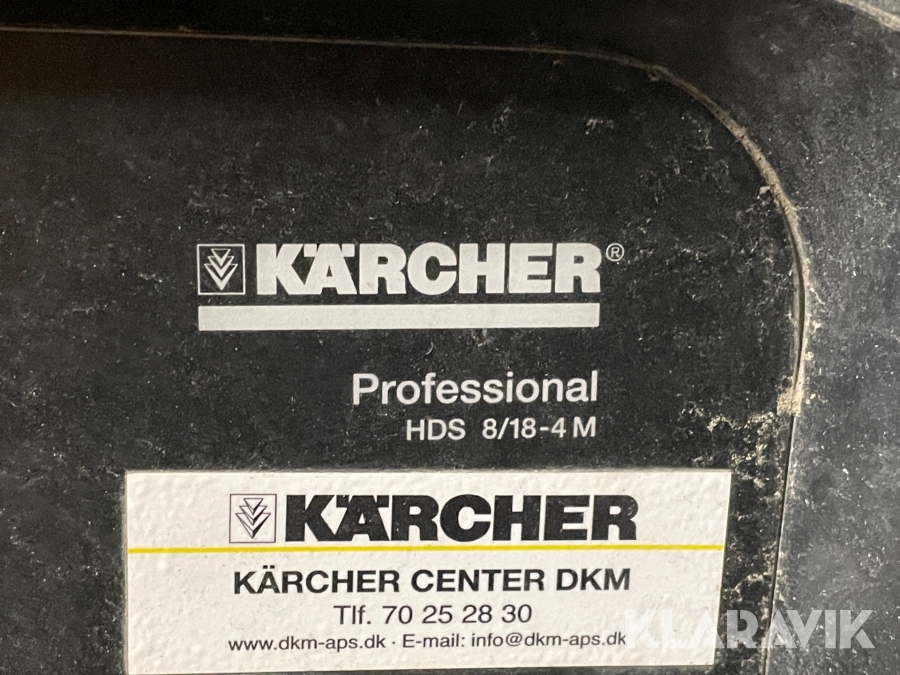 KÄRCHER®
Professional
HDS 8/18-4 M
KÄRCHER
KÄRCHER CENTER DKM
Tlf. 70 25 28 30
www.dkm-aps.dk · E-mail: info@dkm-aps.dk
KLARAVIK